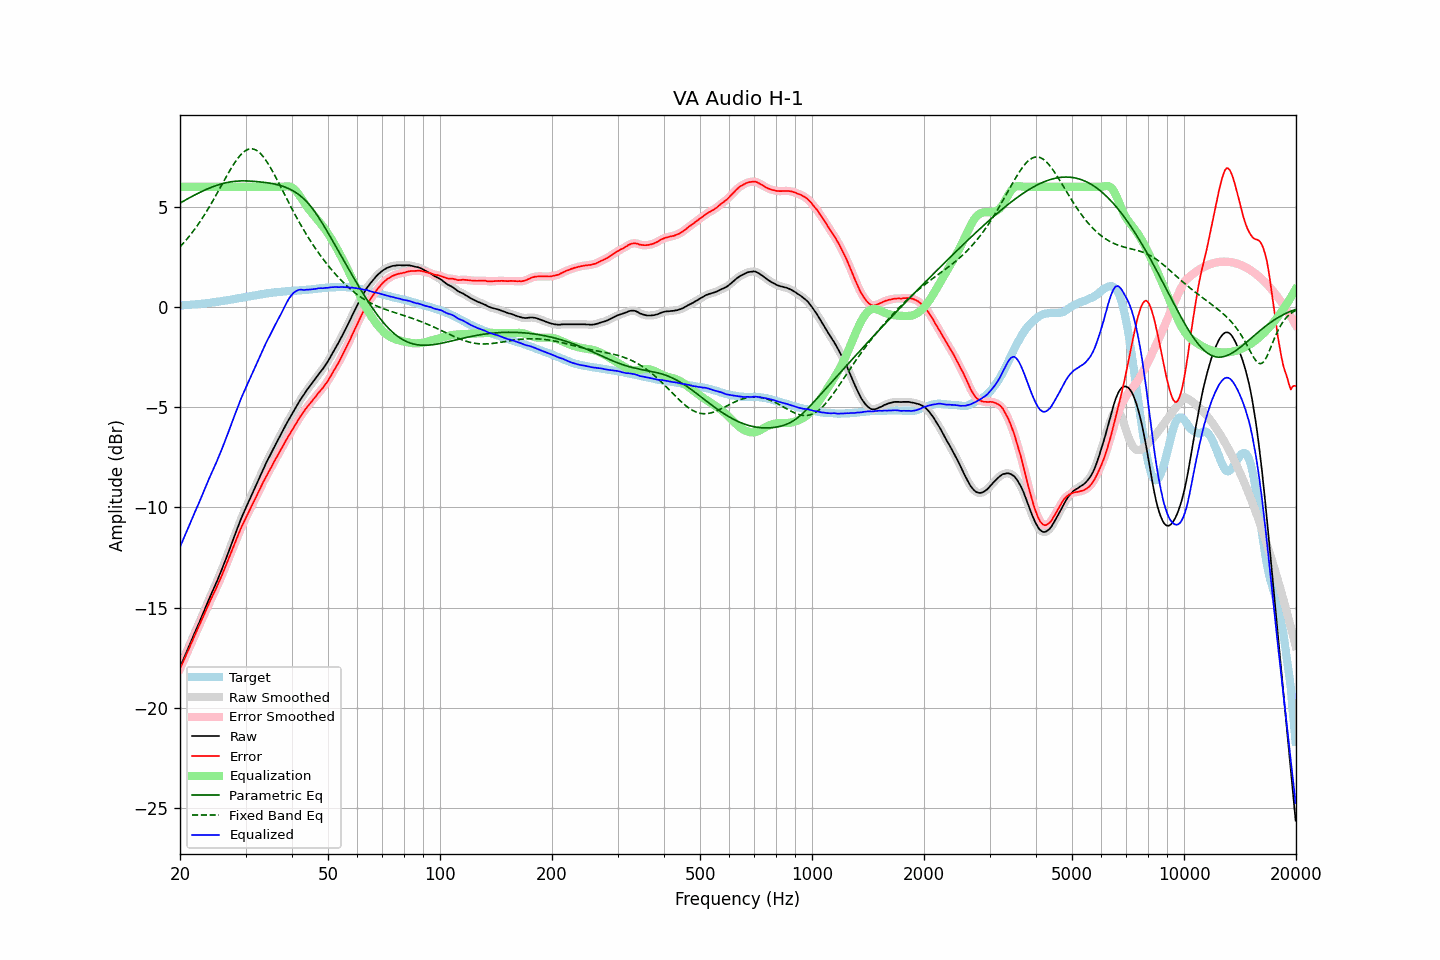 VA Audio H-1
Amplitude (dBr)
5
0
−5
−10
−15
−20
−25
Target
Raw Smoothed
Error Smoothed
Raw
Error
Equalization
Parametric Eq
Fixed Band Eq
Equalized
20 50 100 200 500 1000 2000 5000 10000 20000
Frequency (Hz)